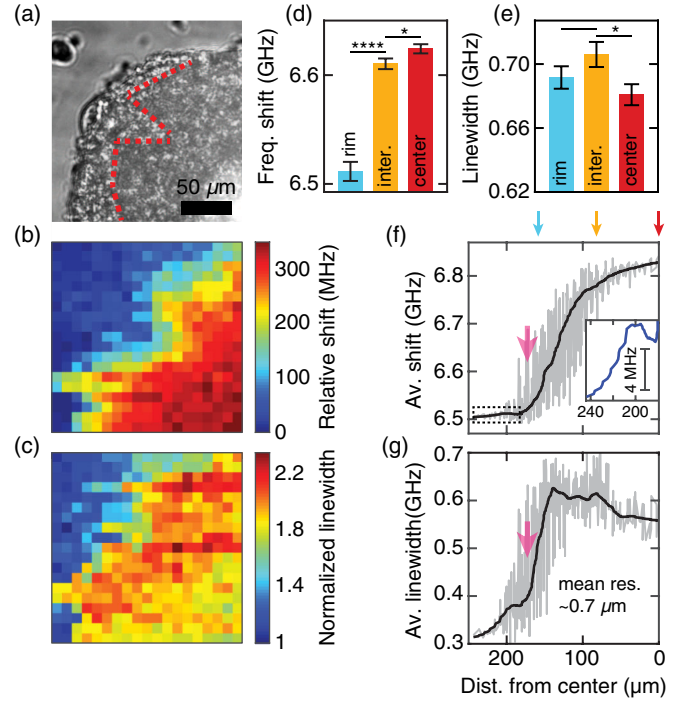 (a)
50 µm
(d)
Freq. shift (GHz)
6.6
6.5
****
*
rim
inter.
center
(e)
Linewidth (GHz)
0.70
0.66
0.62
*
rim
inter.
center
(b)
Relative shift (MHz)
300
200
100
0
(c)
Normalized linewidth
2.2
1.8
1.4
1
(f)
Av. shift (GHz)
6.8
6.7
6.6
6.5
4 MHz
240
200
(g)
Av. linewidth(GHz)
0.7
0.6
0.5
0.4
0.3
mean res.
~0.7 µm
200
100
0
Dist. from center (µm)